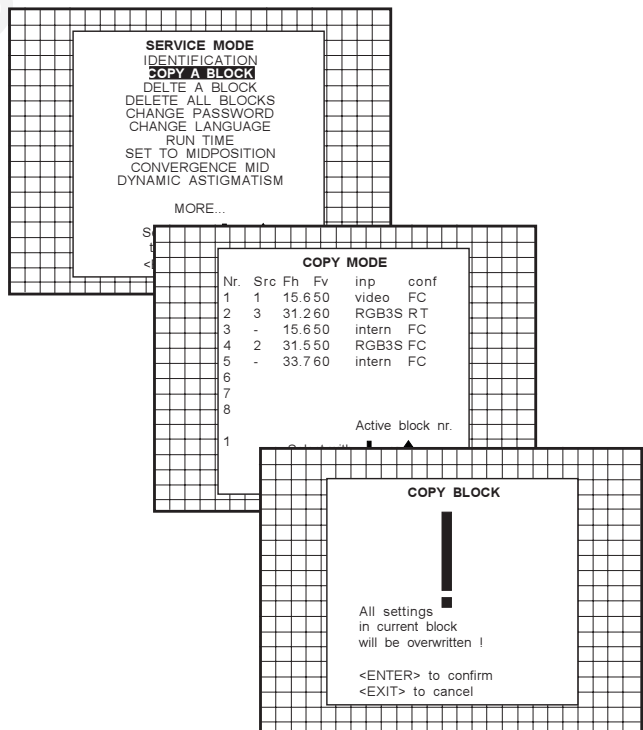 SERVICE MODE
IDENTIFICATION
COPY A BLOCK
DELTE A BLOCK
DELETE ALL BLOCKS
CHANGE PASSWORD
CHANGE LANGUAGE
RUN TIME
SET TO MIDPOSITION
CONVERGENCE MID
DYNAMIC ASTIGMATISM
MORE...
COPY MODE
Nr. Src Fh Fv inp conf
1 1 15.650 video FC
2 3 31.260 RGB3S RT
3 - 15.650 intern FC
4 2 31.550 RGB3S FC
5 - 33.760 intern FC
6
7
8
Active block nr.
1
COPY BLOCK
!
All settings
in current block
will be overwritten !
<ENTER> to confirm
<EXIT> to cancel